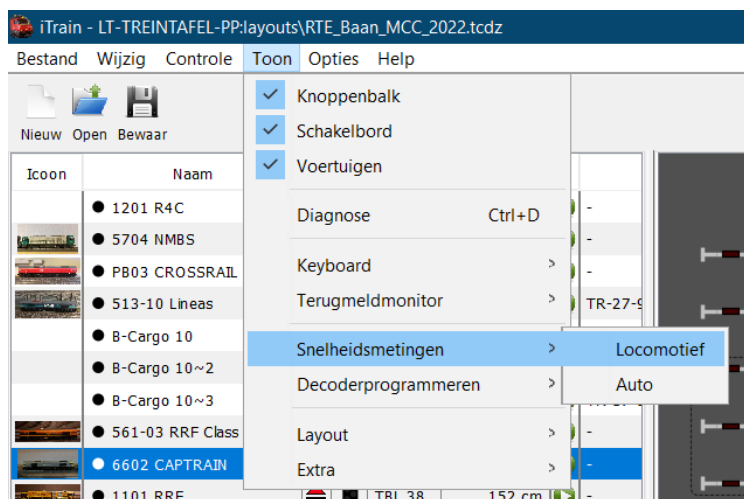 iTrain - LT-TREINTAFEL-PP:layouts\RTE_Baan_MCC_2022.tcdz
Bestand Wijzig Controle Toon Opties Help
Nieuw Open Bewaar
Knoppenbalk
Schakelbord
Voertuigen
Diagnose Ctrl+D
Keyboard
Terugmeldmonitor
Snelheidsmetingen
Locomotief
Auto
Decoderprogrammeren
Layout
Extra
Icoon Naam
1201 R4C -
5704 NMBS -
PB03 CROSSRAIL -
513-10 Lineas
B-Cargo 10
B-Cargo 10~2
B-Cargo 10~3
561-03 RRF Class -
6602 CAPTRAIN -
1101 RRF TBL 38 152 cm -